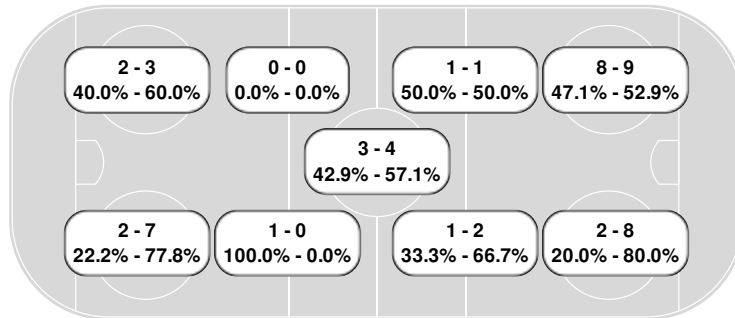 2 - 3
40.0% - 60.0%
0 - 0
0.0% - 0.0%
1 - 1
50.0% - 50.0%
8 - 9
47.1% - 52.9%
3 - 4
42.9% - 57.1%
2 - 7
22.2% - 77.8%
1 - 0
100.0% - 0.0%
1 - 2
33.3% - 66.7%
2 - 8
20.0% - 80.0%